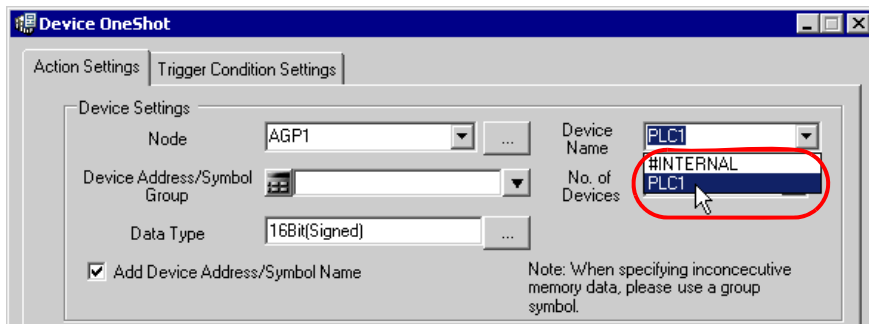 Device OneShot
Action Settings
Trigger Condition Settings
Device Settings
Node
AGP1
...
Device Name
PLC1
#INTERNAL
PLC1
Device Address/Symbol
Group
No. of
Devices
Data Type
16Bit(Signed)
...
Add Device Address/Symbol Name
Note: When specifying inconcecutive
memory data, please use a group
symbol.